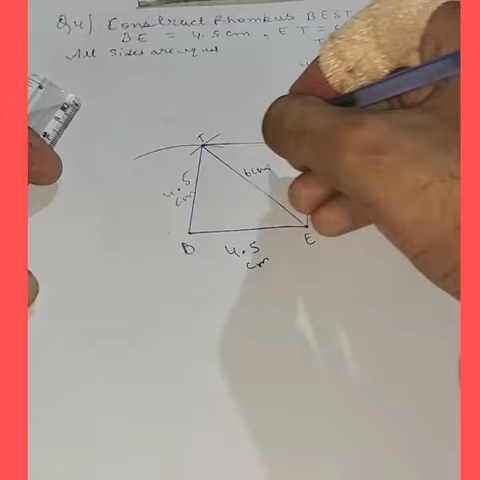 Q4) Construct Rhombus BEST
BE = 4.5 cm, ET =
All sides are equal
T
4.5
cm
6cm
B
E
4.5
cm